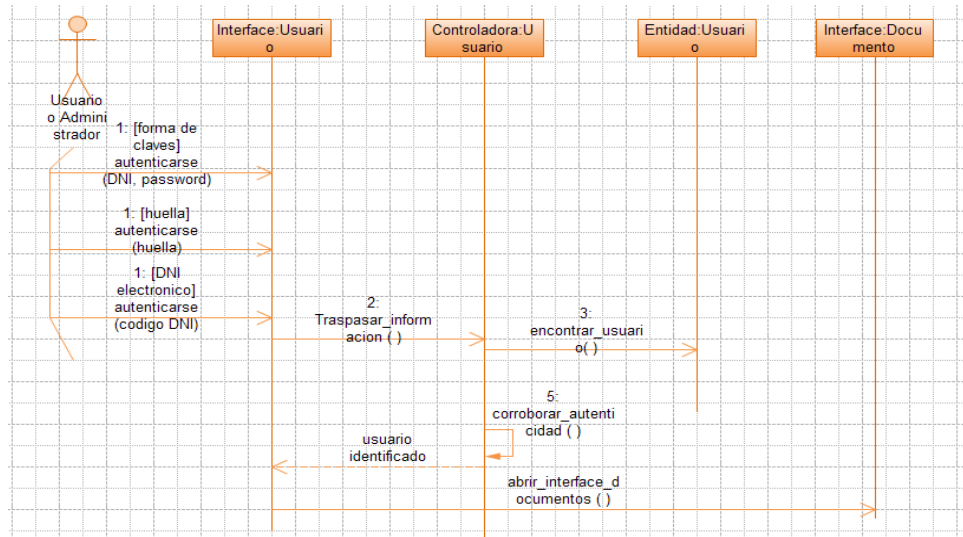 Interface:Usuari
o
Controladora:U
suario
Entidad:Usuari
o
Interface:Docu
mento
Usuario
o Admini
strador
1: [forma de
claves]
autenticarse
(DNI, password)
1: [huella]
autenticarse
(huella)
1: [DNI
electronico]
autenticarse
(codigo DNI)
2:
Traspasar_inform
acion ( )
3:
encontrar_usuari
o( )
5:
corroborar_autenti
cidad ( )
usuario
identificado
abrir_interface_d
ocumentos ( )